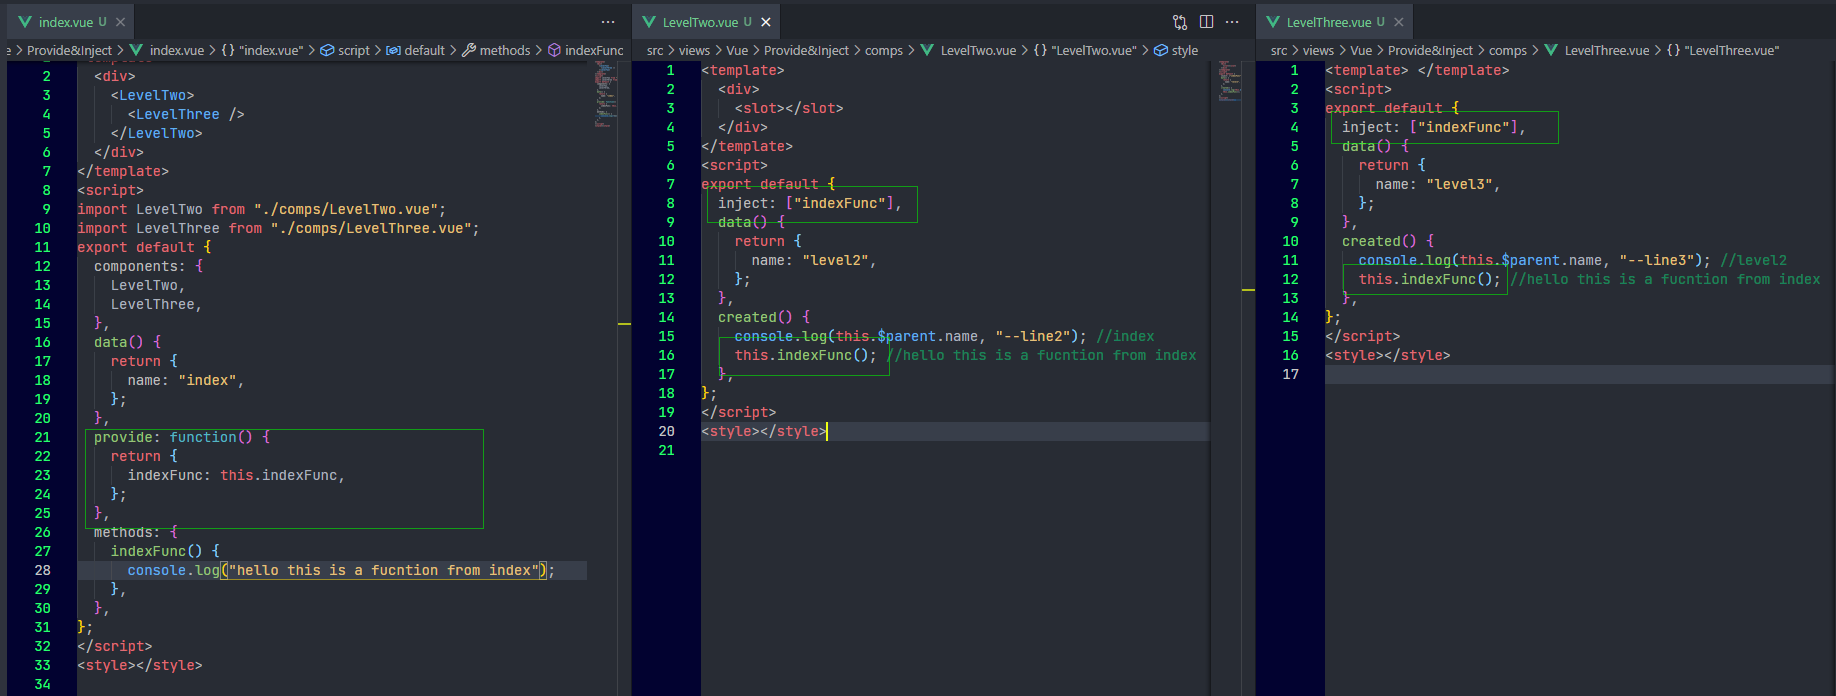 index.vue U
e > Provide&Inject > index.vue > {} "index.vue" > script > default > methods > indexFunc
2 <div>
3 <LevelTwo>
4 <LevelThree />
5 </LevelTwo>
6 </div>
7 </template>
8 <script>
9 import LevelTwo from "./comps/LevelTwo.vue";
10 import LevelThree from "./comps/LevelThree.vue";
11 export default {
12 components: {
13 LevelTwo,
14 LevelThree,
15 },
16 data() {
17 return {
18 name: "index",
19 };
20 },
21 provide: function() {
22 return {
23 indexFunc: this.indexFunc,
24 };
25 },
26 methods: {
27 indexFunc() {
28 console.log("hello this is a fucntion from index");
29 },
30 },
31 };
32 </script>
33 <style></style>
34
LevelTwo.vue U
src > views > Vue > Provide&Inject > comps > LevelTwo.vue > {} "LevelTwo.vue" > style
1 <template>
2 <div>
3 <slot></slot>
4 </div>
5 </template>
6 <script>
7 export default {
8 inject: ["indexFunc"],
9 data() {
10 return {
11 name: "level2",
12 };
13 },
14 created() {
15 console.log(this.$parent.name, "--line2"); //index
16 this.indexFunc(); //hello this is a fucntion from index
17 },
18 };
19 </script>
20 <style></style>
21
LevelThree.vue U
src > views > Vue > Provide&Inject > comps > LevelThree.vue > {} "LevelThree.vue"
1 <template> </template>
2 <script>
3 export default {
4 inject: ["indexFunc"],
5 data() {
6 return {
7 name: "level3",
8 };
9 },
10 created() {
11 console.log(this.$parent.name, "--line3"); //level2
12 this.indexFunc(); //hello this is a fucntion from index
13 },
14 };
15 </script>
16 <style></style>
17